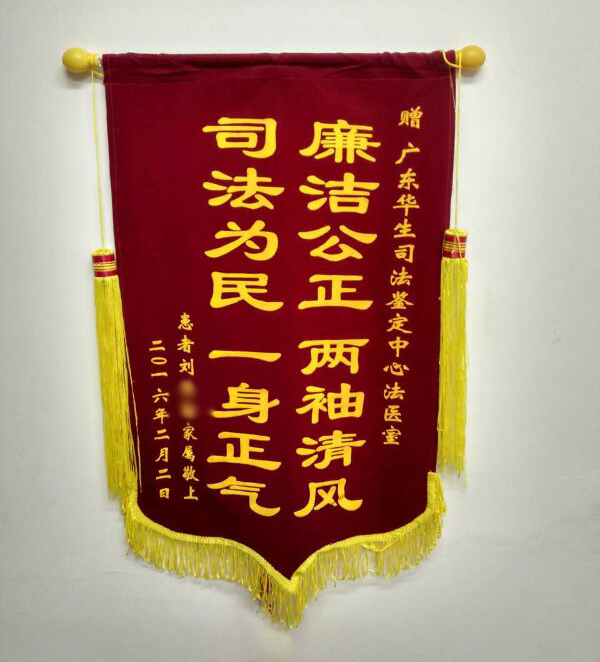 赠 广东华生司法鉴定中心法医室
廉洁公正 两袖清风
司法为民 一身正气
患者刘 家属敬上
二〇一六年二月二日